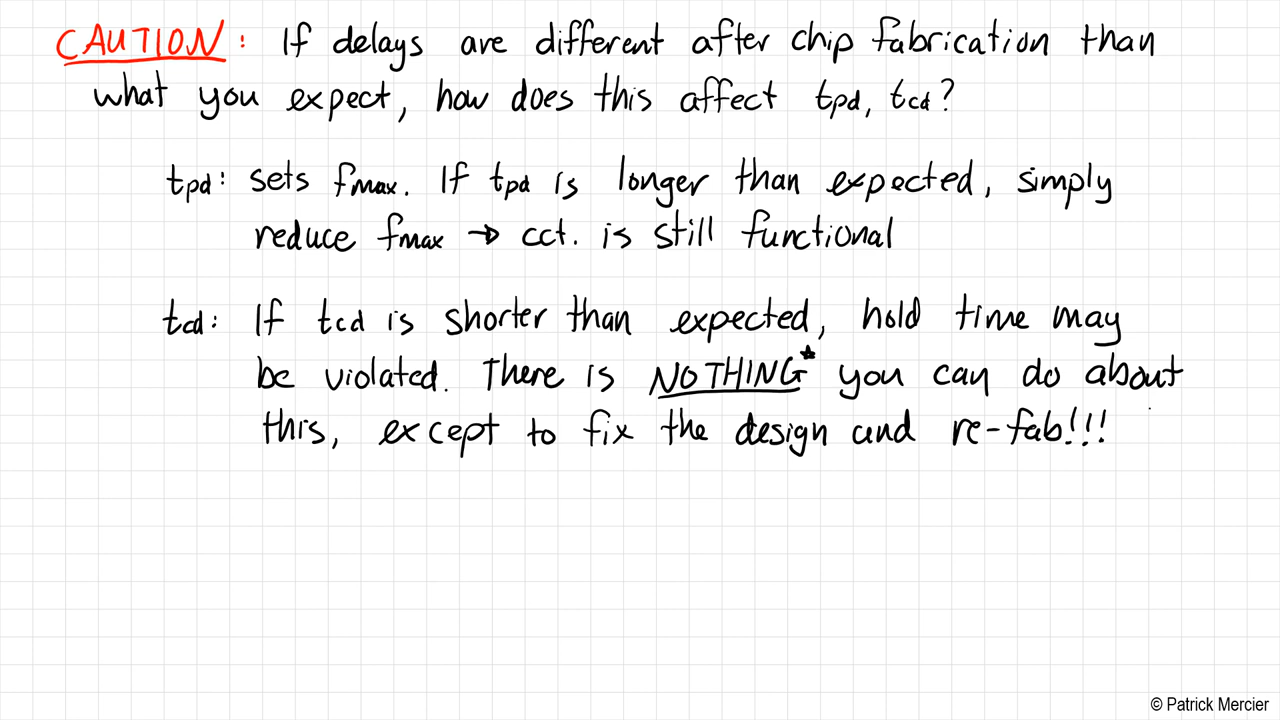 CAUTION: If delays are different after chip fabrication than
what you expect, how does this affect tpd, tcd?
tpd: sets fmax. If tpd is longer than expected, simply
reduce fmax → cct. is still functional
tcd: If tcd is shorter than expected, hold time may
be violated. There is NOTHING* you can do about
this, except to fix the design and re-fab!!!
© Patrick Mercier